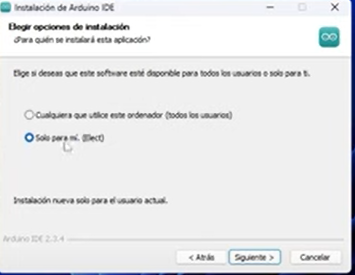 Instalación de Arduino IDE
Elegir opciones de instalación
¿Para quién se instalará esta aplicación?
Elige si deseas que este software esté disponible para todos los usuarios o solo para ti.
Cualquiera que utilice este ordenador (todos los usuarios)
Solo para mí. (Elect)
Instalación nueva solo para el usuario actual.
Arduino IDE 2.3.4
< Atrás
Siguiente >
Cancelar